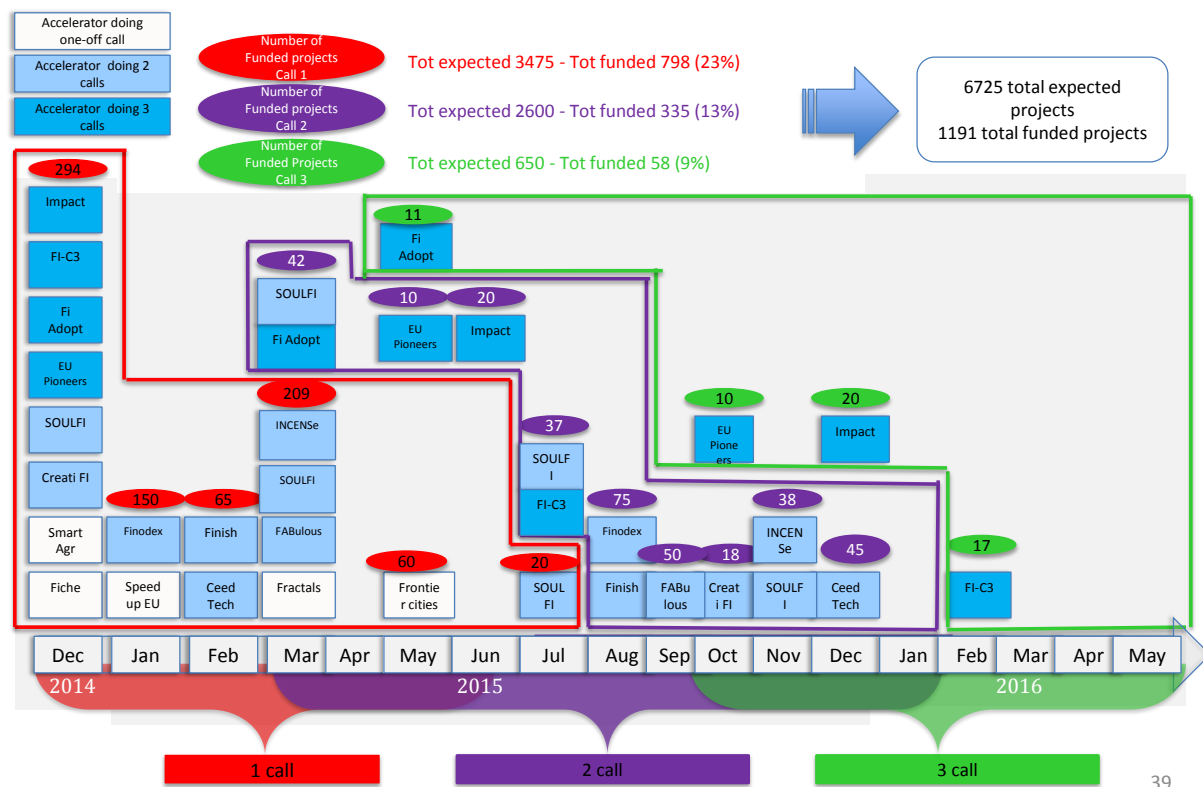 Accelerator doing
one-off call
Accelerator doing 2
calls
Accelerator doing 3
calls
Number of
Funded projects
Call 1
Tot expected 3475 - Tot funded 798 (23%)
Number of
Funded projects
Call 2
Tot expected 2600 - Tot funded 335 (13%)
Number of
Funded Projects
Call 3
Tot expected 650 - Tot funded 58 (9%)
6725 total expected
projects
1191 total funded projects
294
Impact
FI-C3
Fi
Adopt
EU
Pioneers
SOULFI
Creati FI
Smart
Agr
Fiche
150
Finodex
Speed
up EU
65
Finish
Ceed
Tech
42
SOULFI
Fi Adopt
209
INCENSe
SOULFI
FABulous
Fractals
11
Fi
Adopt
10
EU
Pioneers
20
Impact
60
Frontie
r cities
37
SOULF
I
FI-C3
20
SOUL
FI
75
Finodex
Finish
50
FABu
lous
10
EU
Pione
ers
18
Creat
i FI
38
INCEN
Se
SOULF
I
20
Impact
45
Ceed
Tech
17
FI-C3
Dec
Jan
Feb
Mar
Apr
May
Jun
Jul
Aug
Sep
Oct
Nov
Dec
Jan
Feb
Mar
Apr
May
2014
2015
2016
1 call
2 call
3 call
39